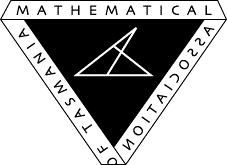 MATHEMATICAL
ASSOCIATION
OF TASMANIA